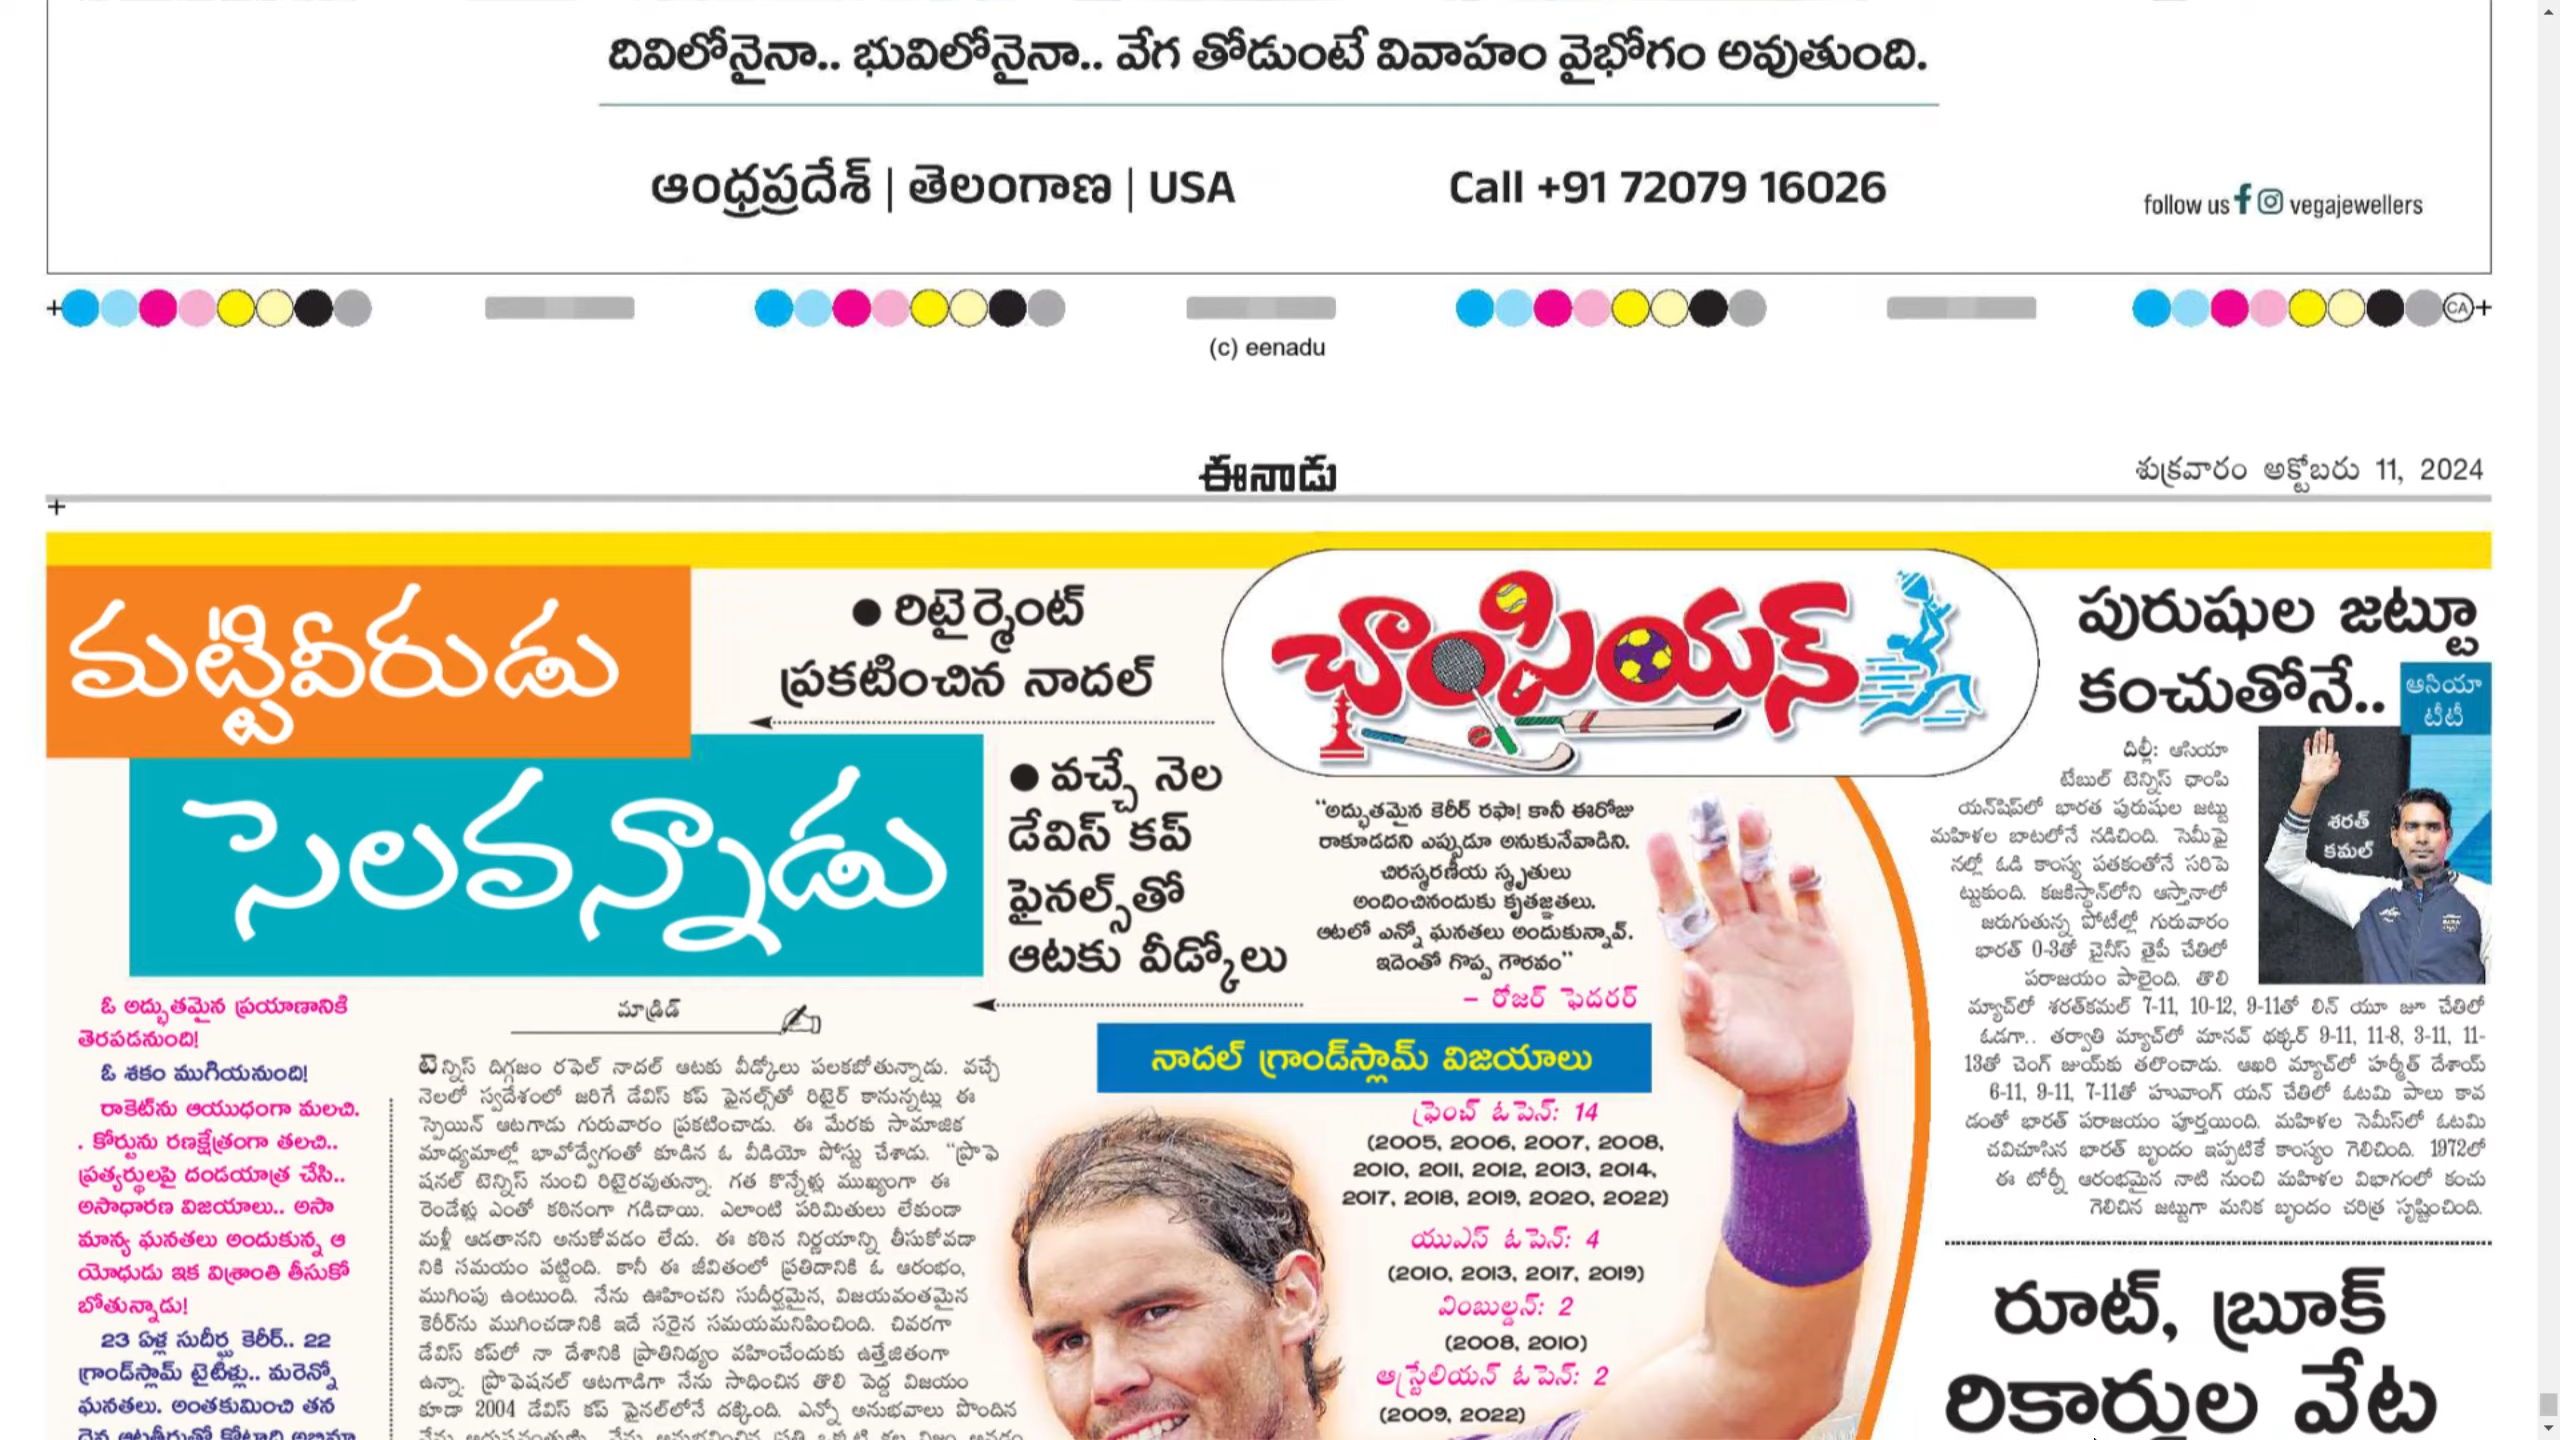 దివిలోనైనా.. భువిలోనైనా.. వేగ తోడుంటే వివాహం వైభోగం అవుతుంది.
ఆంధ్రప్రదేశ్ | తెలంగాణ | USA
Call +91 72079 16026
follow us vegajewellers
CA
(c) eenadu
ఈనాడు
శుక్రవారం అక్టోబరు 11, 2024
మట్టివీరుడు
సెలవన్నాడు
● రిటైర్మెంట్
ప్రకటించిన నాదల్
● వచ్చే నెల
డేవిస్ కప్
ఫైనల్స్‌తో
ఆటకు వీడ్కోలు
ఛాంపియన్
ఓ అద్భుతమైన ప్రయాణానికి
తెరపడనుంది!
ఓ శకం ముగియనుంది!
రాకెట్‌ను ఆయుధంగా మలచి.
. కోర్టును రణక్షేత్రంగా తలచి..
ప్రత్యర్థులపై దండయాత్ర చేసి..
అసాధారణ విజయాలు.. అసా
మాన్య ఘనతలు అందుకున్న ఆ
యోధుడు ఇక విశ్రాంతి తీసుకో
బోతున్నాడు!
23 ఏళ్ల సుదీర్ఘ కెరీర్.. 22
గ్రాండ్‌స్లామ్ టైటిళ్లు.. మరెన్నో
ఘనతలు. అంతకుమించి తన
మాడ్రిడ్
టెన్నిస్ దిగ్గజం రఫెల్ నాదల్ ఆటకు వీడ్కోలు పలకబోతున్నాడు. వచ్చే
నెలలో స్వదేశంలో జరిగే డేవిస్ కప్ ఫైనల్స్‌తో రిటైర్ కానున్నట్లు ఈ
స్పెయిన్ ఆటగాడు గురువారం ప్రకటించాడు. ఈ మేరకు సామాజిక
మాధ్యమాల్లో భావోద్వేగంతో కూడిన ఓ వీడియో పోస్టు చేశాడు. “ప్రొఫె
షనల్ టెన్నిస్ నుంచి రిటైరవుతున్నా. గత కొన్నేళ్లు ముఖ్యంగా ఈ
రెండేళ్లు ఎంతో కఠినంగా గడిచాయి. ఎలాంటి పరిమితులు లేకుండా
మళ్లీ ఆడతానని అనుకోవడం లేదు. ఈ కఠిన నిర్ణయాన్ని తీసుకోవడా
నికి సమయం పట్టింది. కానీ ఈ జీవితంలో ప్రతిదానికి ఓ ఆరంభం,
ముగింపు ఉంటుంది. నేను ఊహించని సుదీర్ఘమైన, విజయవంతమైన
కెరీర్‌ను ముగించడానికి ఇదే సరైన సమయమనిపించింది. చివరగా
డేవిస్ కప్‌లో నా దేశానికి ప్రాతినిధ్యం వహించేందుకు ఉత్తేజితంగా
ఉన్నా. ప్రొఫెషనల్ ఆటగాడిగా నేను సాధించిన తొలి పెద్ద విజయం
కూడా 2004 డేవిస్ కప్ ఫైనల్‌లోనే దక్కింది. ఎన్నో అనుభవాలు పొందిన
“అద్భుతమైన కెరీర్ రఫా! కానీ ఈరోజు
రాకూడదని ఎప్పుడూ అనుకునేవాడిని.
చిరస్మరణీయ స్మృతులు
అందించినందుకు కృతజ్ఞతలు.
ఆటలో ఎన్నో ఘనతలు అందుకున్నావ్.
ఇదెంతో గొప్ప గౌరవం”
– రోజర్ ఫెదరర్
నాదల్ గ్రాండ్‌స్లామ్ విజయాలు
ఫ్రెంచ్ ఓపెన్: 14
(2005, 2006, 2007, 2008,
2010, 2011, 2012, 2013, 2014,
2017, 2018, 2019, 2020, 2022)
యుఎస్ ఓపెన్: 4
(2010, 2013, 2017, 2019)
వింబుల్డన్: 2
(2008, 2010)
ఆస్ట్రేలియన్ ఓపెన్: 2
(2009, 2022)
పురుషుల జట్టూ
కంచుతోనే..
ఆసియా
టీటీ
శరత్
కమల్
దిల్లీ: ఆసియా
టేబుల్ టెన్నిస్ ఛాంపి
యన్‌షిప్‌లో భారత పురుషుల జట్టు
మహిళల బాటలోనే నడిచింది. సెమీఫై
నల్లో ఓడి కాంస్య పతకంతోనే సరిపె
ట్టుకుంది. కజకిస్థాన్‌లోని ఆస్తానాలో
జరుగుతున్న పోటీల్లో గురువారం
భారత్ 0-3తో చైనీస్ తైపీ చేతిలో
పరాజయం పాలైంది. తొలి
మ్యాచ్‌లో శరత్‌కమల్ 7-11, 10-12, 9-11తో లిన్ యూ జూ చేతిలో
ఓడగా.. తర్వాతి మ్యాచ్‌లో మానవ్ థక్కర్ 9-11, 11-8, 3-11, 11-
13తో చెంగ్ జుయ్‌కు తలొంచాడు. ఆఖరి మ్యాచ్‌లో హర్మీత్ దేశాయ్
6-11, 9-11, 7-11తో హువాంగ్ యన్ చేతిలో ఓటమి పాలు కావ
డంతో భారత్ పరాజయం పూర్తయింది. మహిళల సెమీస్‌లో ఓటమి
చవిచూసిన భారత్ బృందం ఇప్పటికే కాంస్యం గెలిచింది. 1972లో
ఈ టోర్నీ ఆరంభమైన నాటి నుంచి మహిళల విభాగంలో కంచు
గెలిచిన జట్టుగా మనిక బృందం చరిత్ర సృష్టించింది.
రూట్, బ్రూక్
రికార్డుల వేట